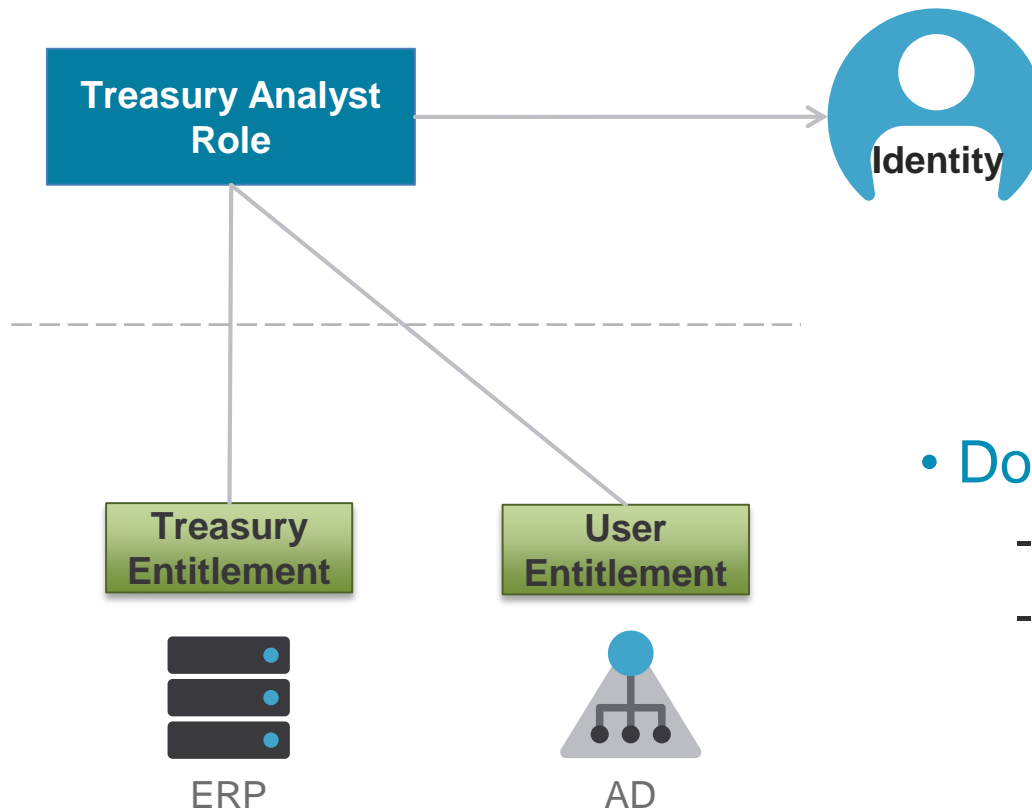 Treasury Analyst
Role
Identity
• Do
-
-
Treasury
Entitlement
User
Entitlement
ERP
AD